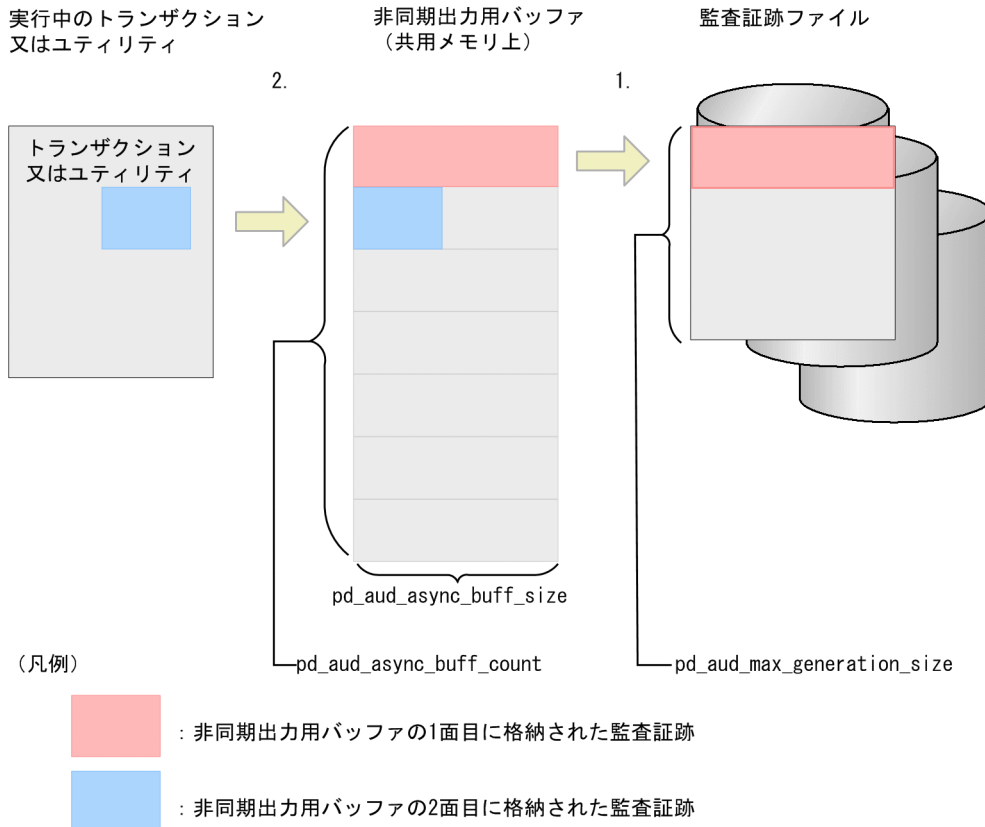 実行中のトランザクション
又はユティリティ
非同期出力用バッファ
（共用メモリ上）
監査証跡ファイル
2.
1.
トランザクション
又はユティリティ
pd_aud_async_buff_size
pd_aud_async_buff_count
pd_aud_max_generation_size
（凡例）
：非同期出力用バッファの1面目に格納された監査証跡
：非同期出力用バッファの2面目に格納された監査証跡